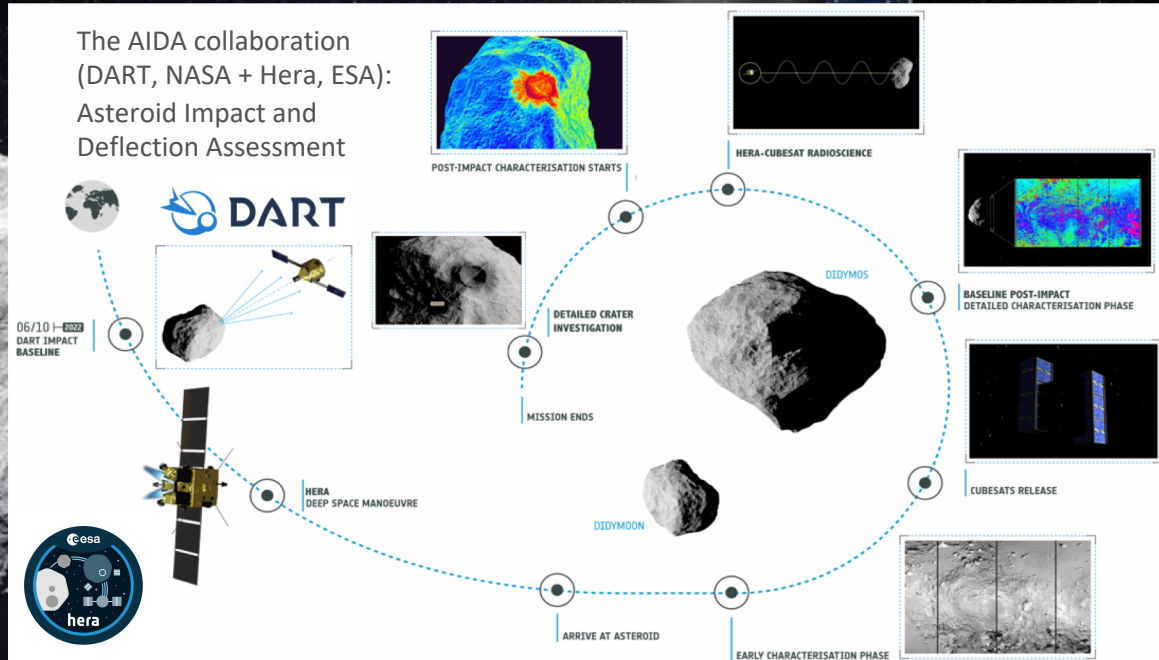 The AIDA collaboration
(DART, NASA + Hera, ESA):
Asteroid Impact and
Deflection Assessment
DART
06/10 2022
DART IMPACT
BASELINE
HERA
DEEP SPACE MANOEUVRE
ARRIVE AT ASTEROID
EARLY CHARACTERISATION PHASE
CUBESATS RELEASE
BASELINE POST-IMPACT
DETAILED CHARACTERISATION PHASE
HERA-CUBESAT RADIOSCIENCE
POST-IMPACT CHARACTERISATION STARTS
DETAILED CRATER
INVESTIGATION
MISSION ENDS
DIDYMOS
DIDYMOON
esa
hera